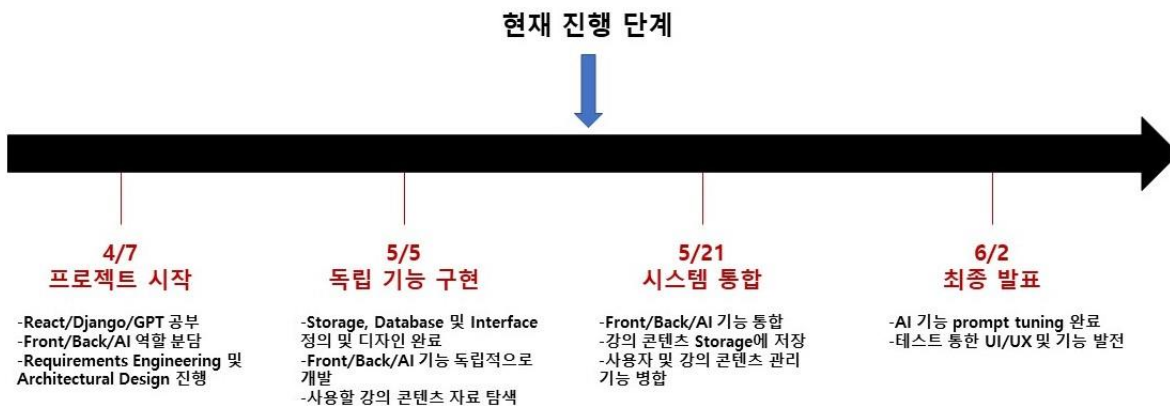 현재 진행 단계
4/7
프로젝트 시작
-React/Django/GPT 공부
-Front/Back/AI 역할 분담
-Requirements Engineering 및
Architectural Design 진행
5/5
독립 기능 구현
-Storage, Database 및 Interface
정의 및 디자인 완료
-Front/Back/AI 기능 독립적으로
개발
-사용할 강의 콘텐츠 자료 탐색
5/21
시스템 통합
-Front/Back/AI 기능 통합
-강의 콘텐츠 Storage에 저장
-사용자 및 강의 콘텐츠 관리
기능 병합
6/2
최종 발표
-AI 기능 prompt tuning 완료
-테스트 통한 UI/UX 및 기능 발전